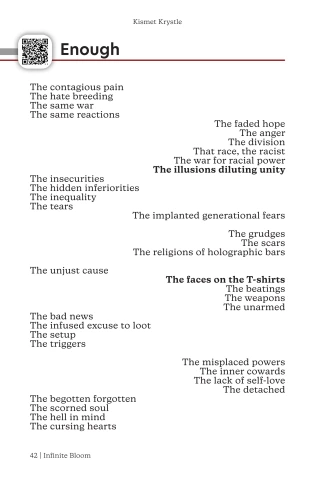 Kismet Krystle
Enough
The contagious pain
The hate breeding
The same war
The same reactions
The faded hope
The anger
The division
That race, the racist
The war for racial power
The illusions diluting unity
The insecurities
The hidden inferiorities
The inequality
The tears
The implanted generational fears
The grudges
The scars
The religions of holographic bars
The unjust cause
The faces on the T-shirts
The beatings
The weapons
The unarmed
The bad news
The infused excuse to loot
The setup
The triggers
The misplaced powers
The inner cowards
The lack of self-love
The detached
The begotten forgotten
The scorned soul
The hell in mind
The cursing hearts
42 | Infinite Bloom